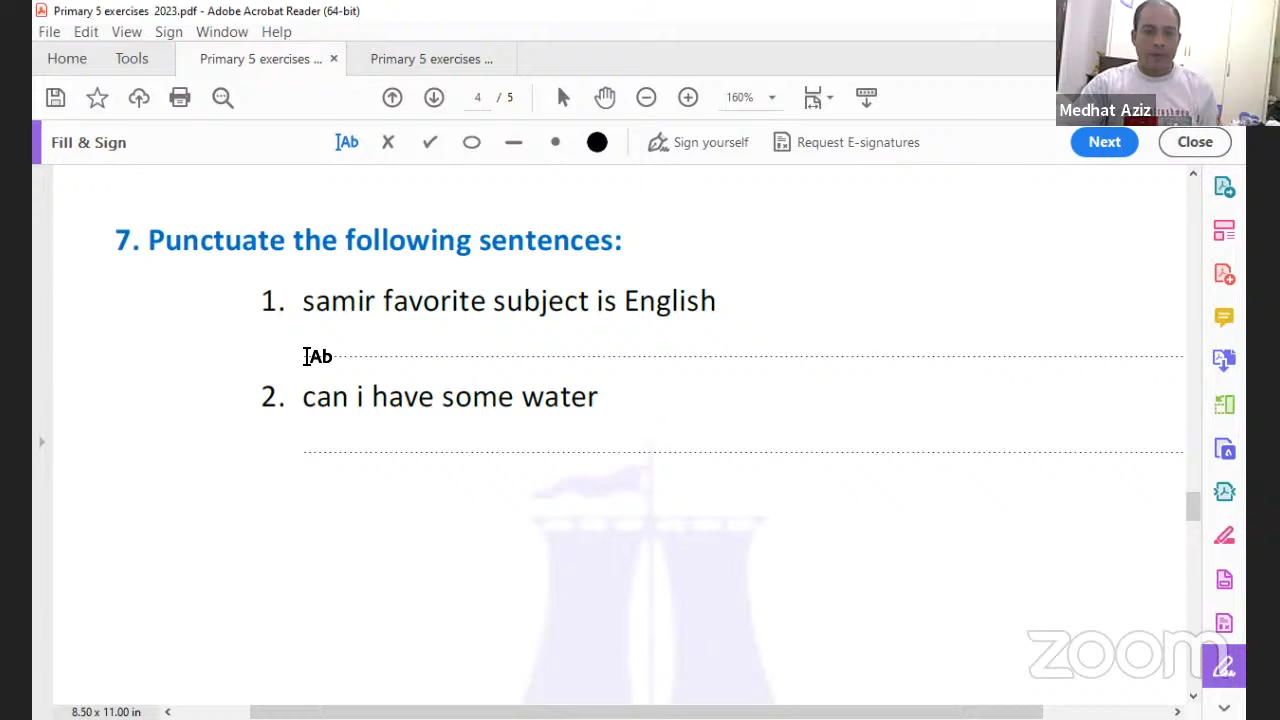 Primary 5 exercises 2023.pdf - Adobe Acrobat Reader (64-bit)
File Edit View Sign Window Help
Home Tools Primary 5 exercises ... × Primary 5 exercises ...
4 / 5 160%
Medhat Aziz
Fill & Sign Ab Sign yourself Request E-signatures Next Close
7. Punctuate the following sentences:
1. samir favorite subject is English
Ab
2. can i have some water
zoom
8.50 x 11.00 in